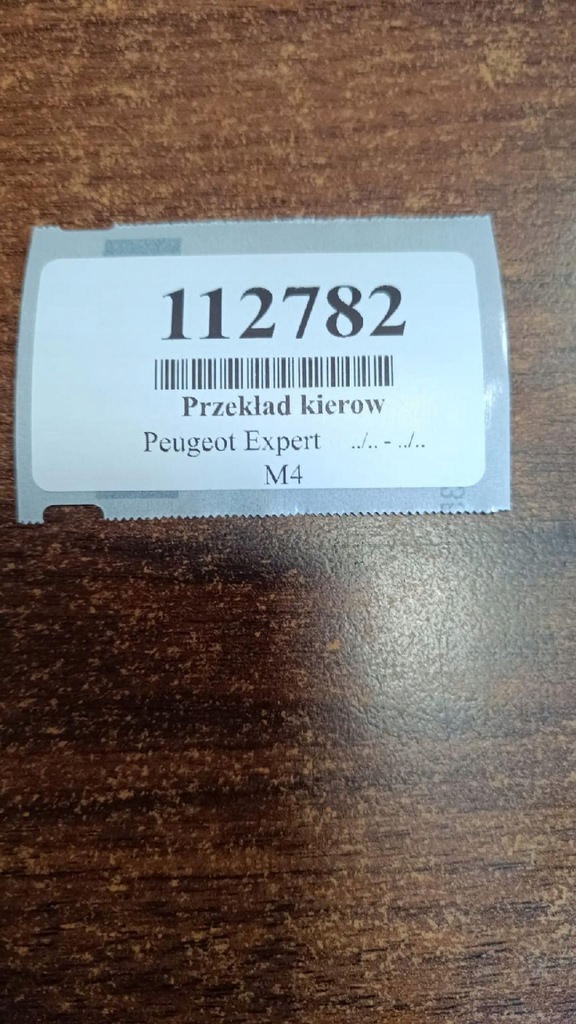 112782
Przekład kierow
Peugeot Expert ../.. - ../..
M4